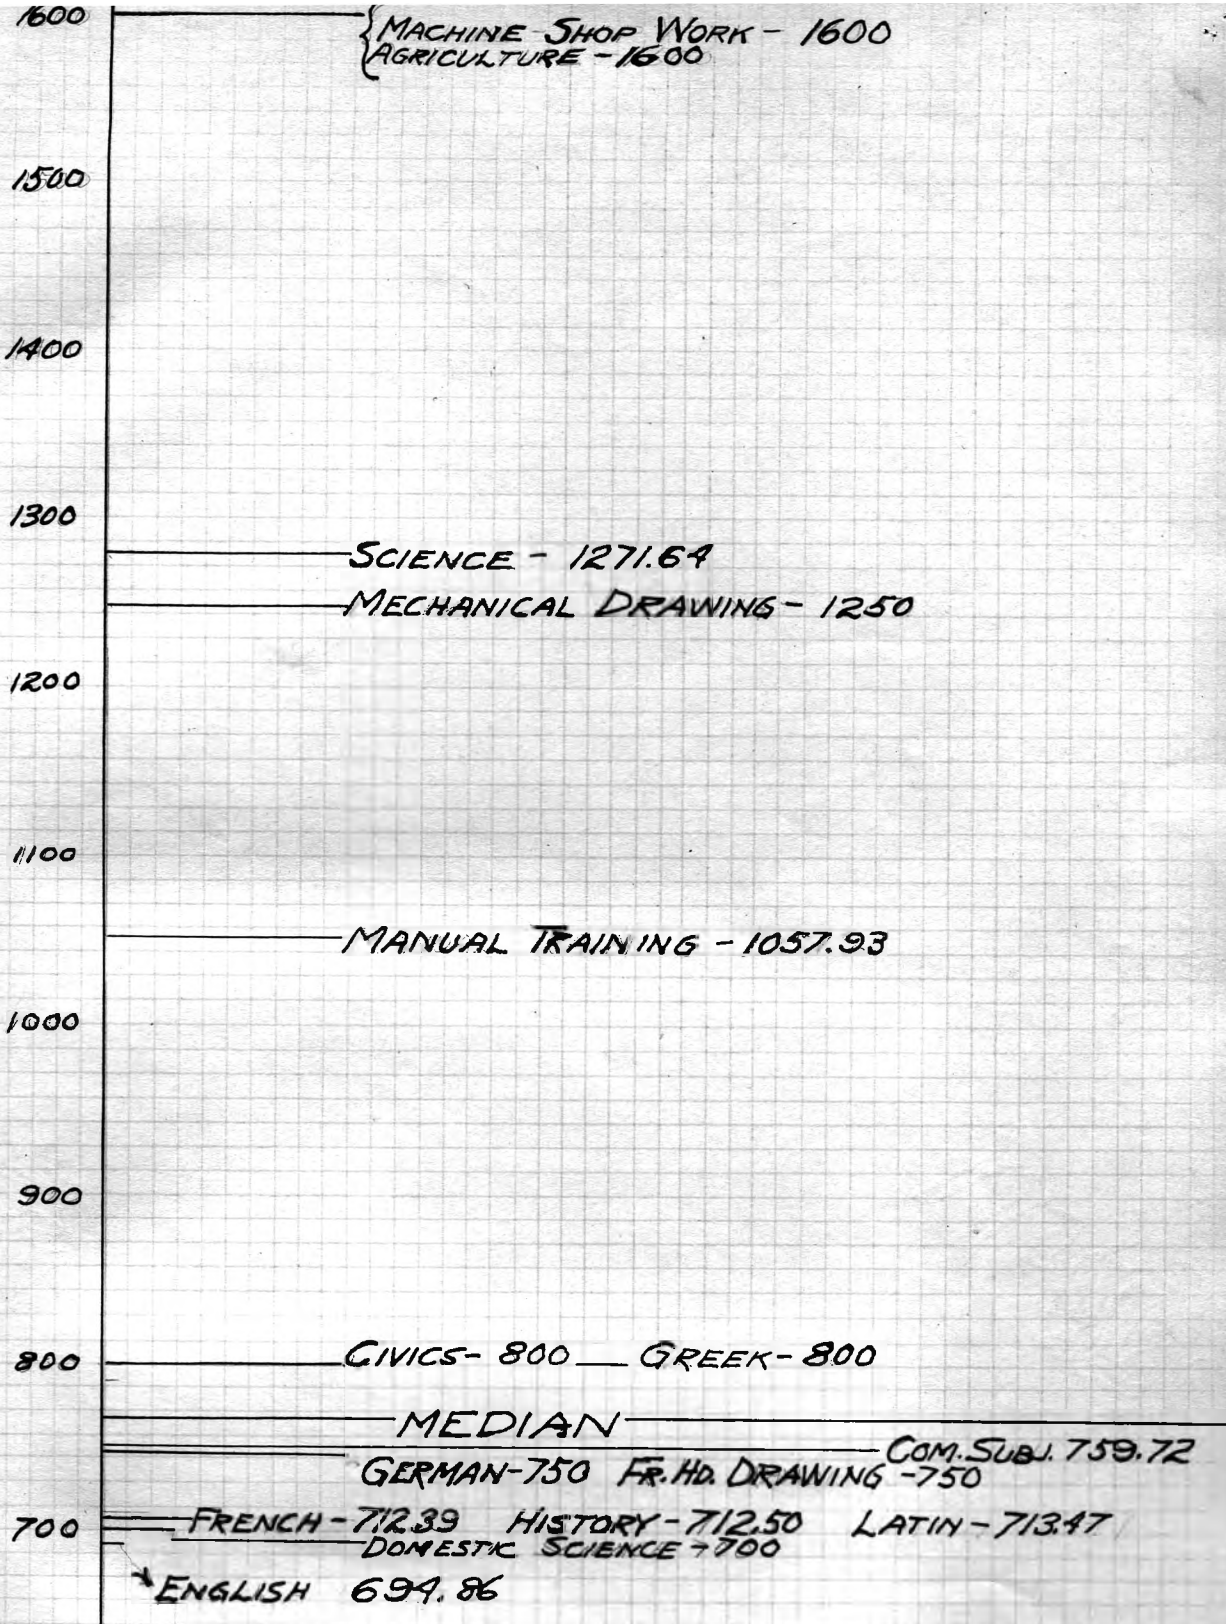 1600
{MACHINE SHOP WORK - 1600
AGRICULTURE - 1600
1500
1400
1300
SCIENCE - 1271.64
MECHANICAL DRAWING - 1250
1200
1100
MANUAL TRAINING - 1057.93
1000
900
800 CIVICS - 800 GREEK - 800
MEDIAN
COM. SUBJ. 759.72
GERMAN - 750 FR. HD. DRAWING - 750
700 FRENCH - 712.39 HISTORY - 712.50 LATIN - 713.47
DOMESTIC SCIENCE - 700
ENGLISH 694.86